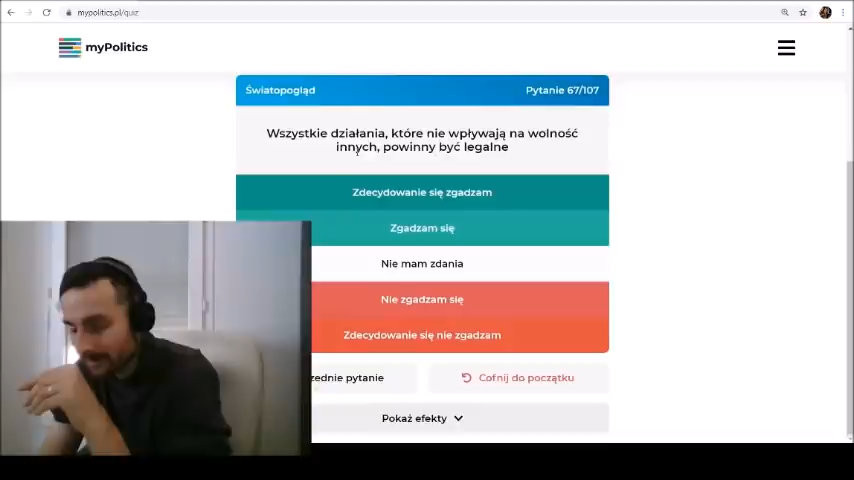 mypolitics.pl/quiz
myPolitics
Światopogląd
Pytanie 67/107
Wszystkie działania, które nie wpływają na wolność
innych, powinny być legalne
Zdecydowanie się zgadzam
Zgadzam się
Nie mam zdania
Nie zgadzam się
Zdecydowanie się nie zgadzam
pytanie
Cofnij do początku
Pokaż efekty